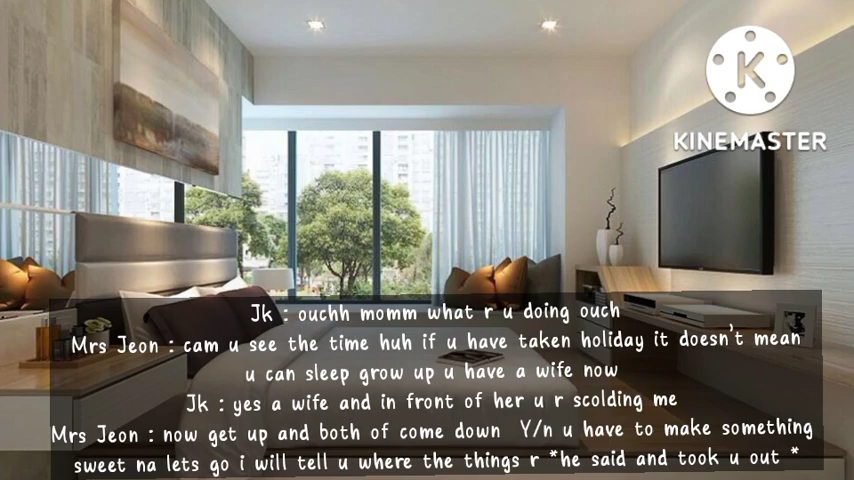 KINEMASTER
Jk : ouchh momm what r u doing ouch
Mrs Jeon : cam u see the time huh if u have taken holiday it doesn't mean
u can sleep grow up u have a wife now
Jk : yes a wife and in front of her u r scolding me
Mrs Jeon : now get up and both of come down Y/n u have to make something
sweet na lets go i will tell u where the things r *he said and took u out *